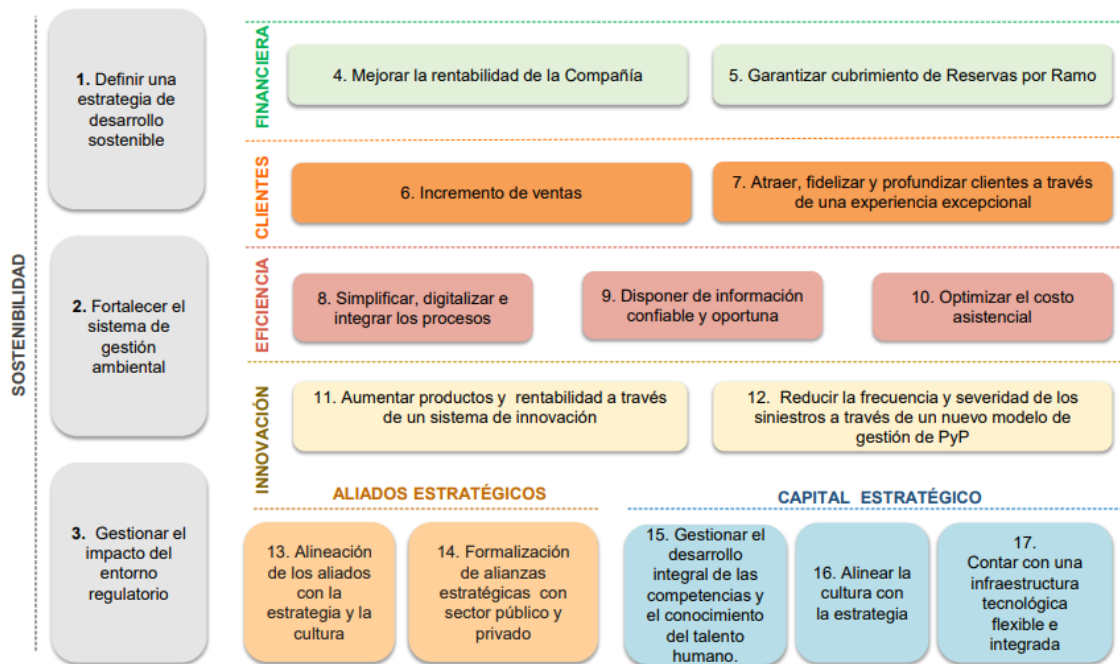 SOSTENIBILIDAD
1. Definir una
estrategia de
desarrollo
sostenible
2. Fortalecer el
sistema de
gestión
ambiental
3. Gestionar el
impacto del
entorno
regulatorio
FINANCIERA
4. Mejorar la rentabilidad de la Compañía
5. Garantizar cubrimiento de Reservas por Ramo
CLIENTES
6. Incremento de ventas
7. Atraer, fidelizar y profundizar clientes a través
de una experiencia excepcional
EFICIENCIA
8. Simplificar, digitalizar e
integrar los procesos
9. Disponer de información
confiable y oportuna
10. Optimizar el costo
asistencial
INNOVACIÓN
11. Aumentar productos y rentabilidad a través
de un sistema de innovación
12. Reducir la frecuencia y severidad de los
siniestros a través de un nuevo modelo de
gestión de PyP
ALIADOS ESTRATÉGICOS
13. Alineación
de los aliados
con la
estrategia y la
cultura
14. Formalización
de alianzas
estratégicas con
sector público y
privado
CAPITAL ESTRATÉGICO
15. Gestionar el
desarrollo
integral de las
competencias y
el conocimiento
del talento
humano.
16. Alinear la
cultura con
la estrategia
17.
Contar con una
infraestructura
tecnológica
flexible e
integrada